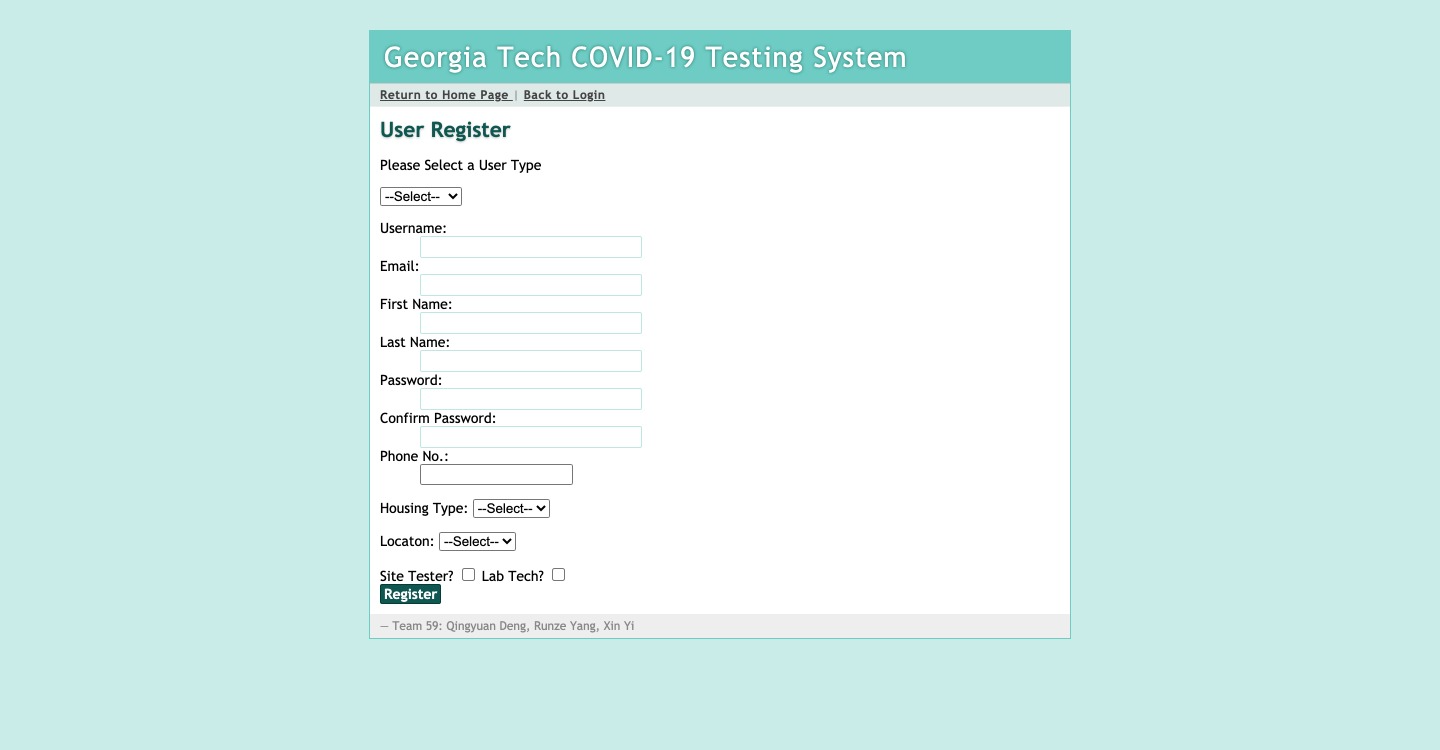 Georgia Tech COVID-19 Testing System
Return to Home Page | Back to Login
User Register
Please Select a User Type
--Select--
Username:
Email:
First Name:
Last Name:
Password:
Confirm Password:
Phone No.:
Housing Type: --Select--
Locaton: --Select--
Site Tester? Lab Tech?
Register
— Team 59: Qingyuan Deng, Runze Yang, Xin Yi